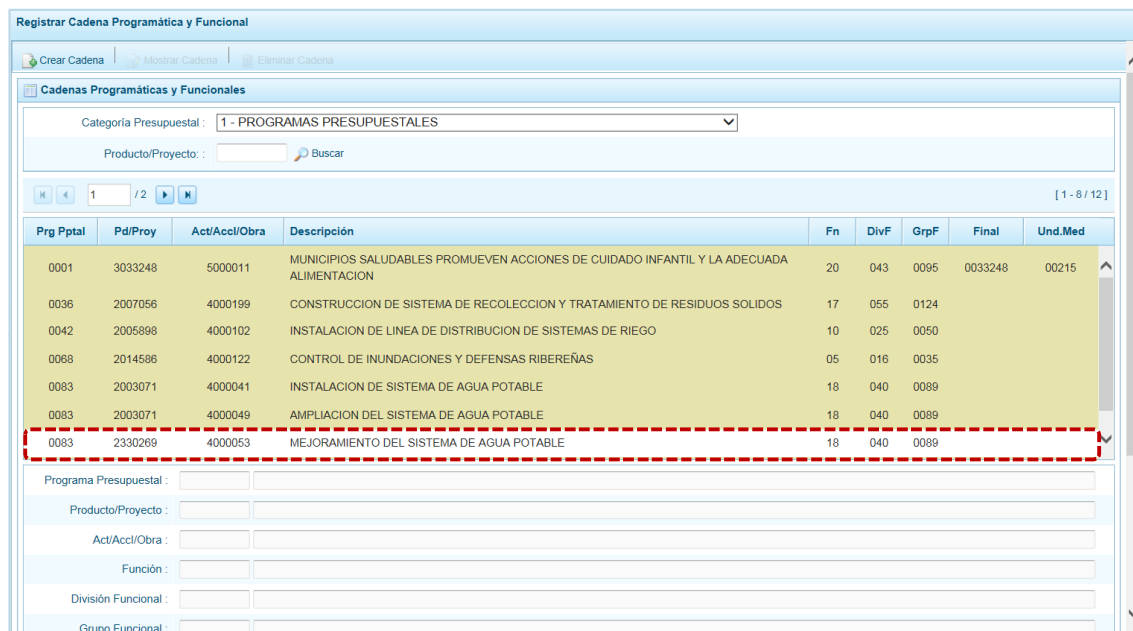 Registrar Cadena Programática y Funcional
Crear Cadena Mostrar Cadena Eliminar Cadena
Cadenas Programáticas y Funcionales
Categoría Presupuestal : 1 - PROGRAMAS PRESUPUESTALES
Producto/Proyecto: : Buscar
1 / 2 [ 1 - 8 / 12 ]
Prg Pptal Pd/Proy Act/AccI/Obra Descripción Fn DivF GrpF Final Und.Med
0001 3033248 5000011 MUNICIPIOS SALUDABLES PROMUEVEN ACCIONES DE CUIDADO INFANTIL Y LA ADECUADA ALIMENTACION 20 043 0095 0033248 00215
0036 2007056 4000199 CONSTRUCCION DE SISTEMA DE RECOLECCION Y TRATAMIENTO DE RESIDUOS SOLIDOS 17 055 0124
0042 2005898 4000102 INSTALACION DE LINEA DE DISTRIBUCION DE SISTEMAS DE RIEGO 10 025 0050
0068 2014586 4000122 CONTROL DE INUNDACIONES Y DEFENSAS RIBEREÑAS 05 016 0035
0083 2003071 4000041 INSTALACION DE SISTEMA DE AGUA POTABLE 18 040 0089
0083 2003071 4000049 AMPLIACION DEL SISTEMA DE AGUA POTABLE 18 040 0089
0083 2330269 4000053 MEJORAMIENTO DEL SISTEMA DE AGUA POTABLE 18 040 0089
Programa Presupuestal :
Producto/Proyecto :
Act/AccI/Obra :
Función :
División Funcional :
Grupo Funcional :